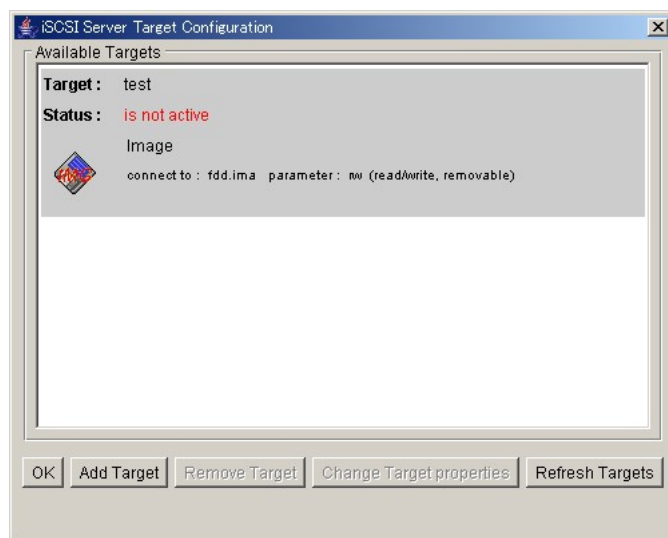 iSCSI Server Target Configuration
Available Targets
Target : test
Status : is not active
Image
connect to : fdd.ima parameter : rw (read/write, removable)
OK Add Target Remove Target Change Target properties Refresh Targets